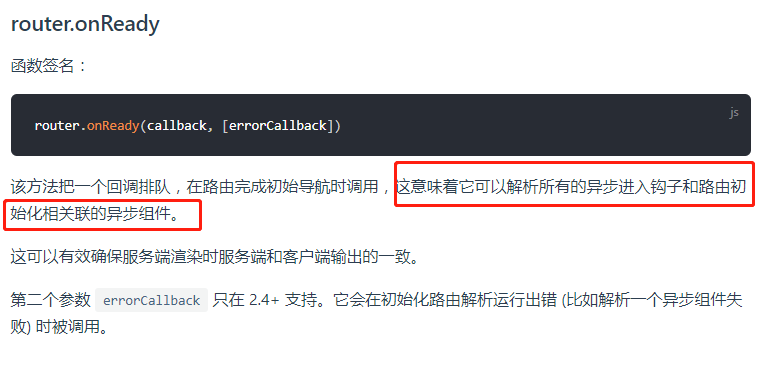 router.onReady
函数签名：
js
router.onReady(callback, [errorCallback])
该方法把一个回调排队，在路由完成初始导航时调用，这意味着它可以解析所有的异步进入钩子和路由初
始化相关联的异步组件。
这可以有效确保服务端渲染时服务端和客户端输出的一致。
第二个参数 errorCallback 只在 2.4+ 支持。它会在初始化路由解析运行出错 (比如解析一个异步组件失
败) 时被调用。